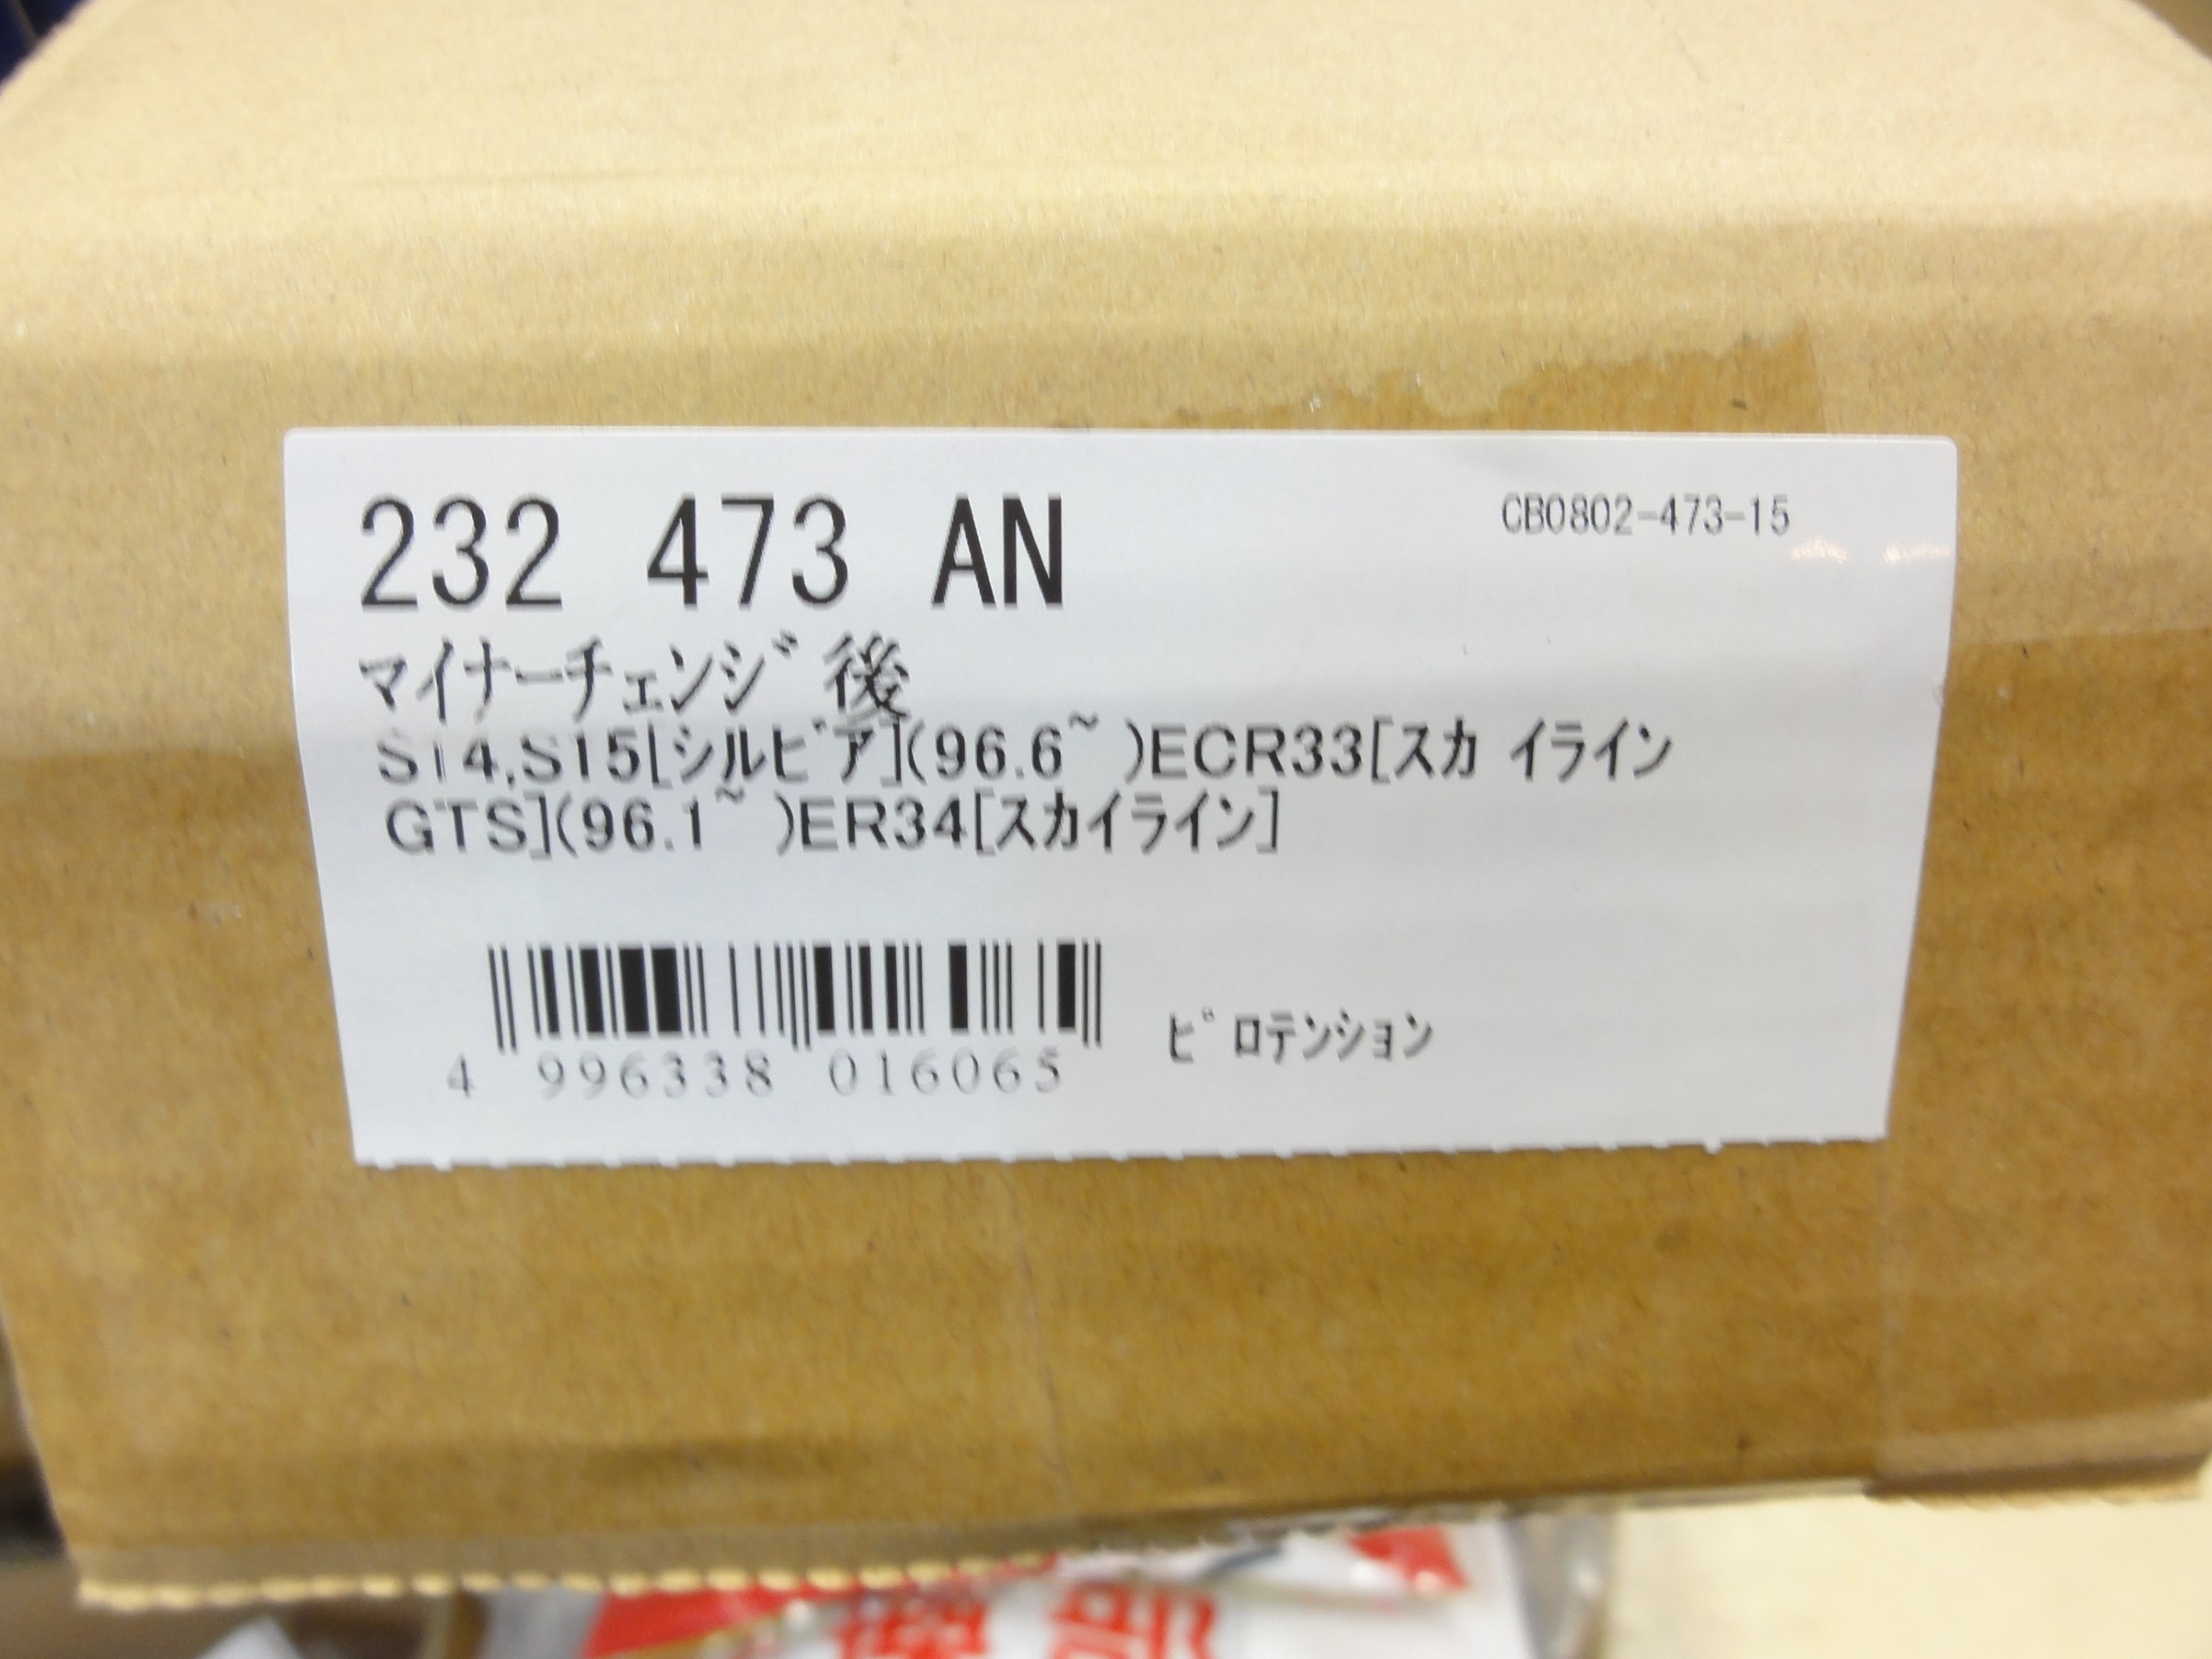 232 473 AN
CB0802-473-15
マイナーチェンジ後
S14,S15[シルビア](96.6~ )ECR33[スカ イライン
GTS](96.1~ )ER34[スカイライン]
4 996338 016065
ピロテンション